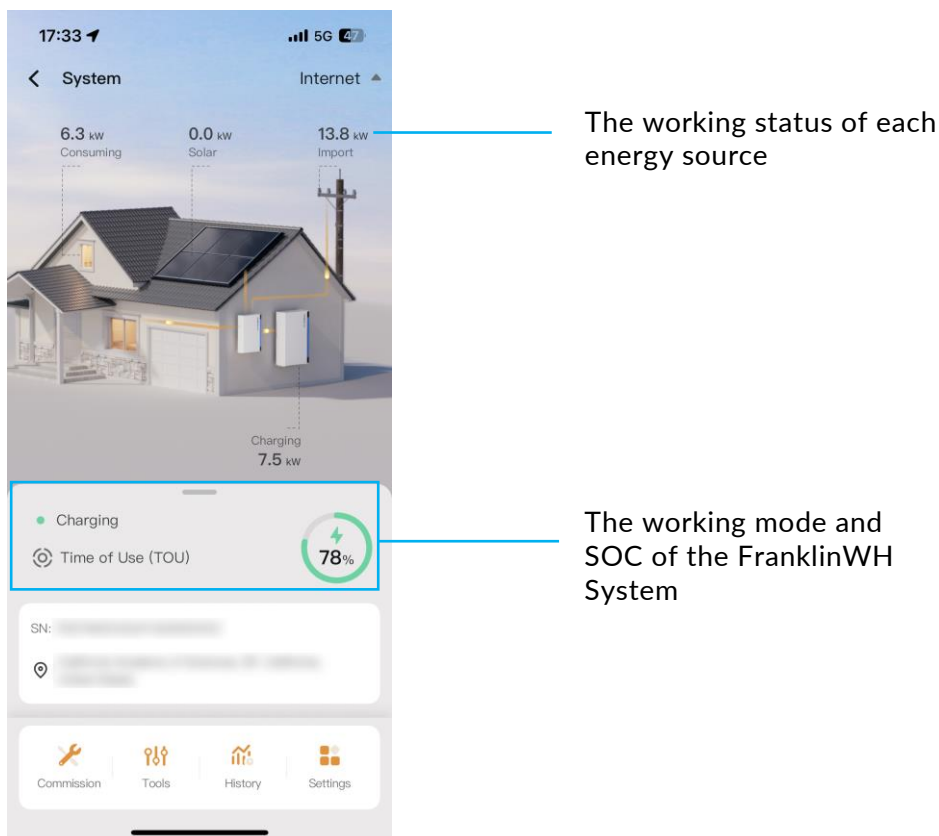 17:33
5G 47
System
Internet
6.3 kW
0.0 kW
13.8 kW
Consuming
Solar
Import
The working status of each
energy source
Charging
7.5 kW
Charging
Time of Use (TOU)
78%
The working mode and
SOC of the FranklinWH
System
SN:
Commission
Tools
History
Settings